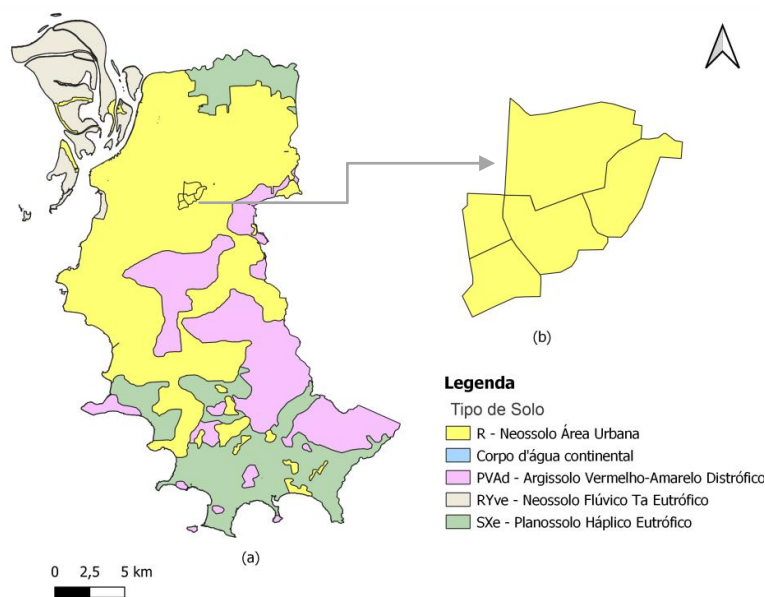 (b)
Legenda
Tipo de Solo
R - Neossolo Área Urbana
Corpo d'água continental
PVAd - Argissolo Vermelho-Amarelo Distrófico
RYve - Neossolo Flúvico Ta Eutrófico
SXe - Planossolo Háplico Eutrófico
(a)
0 2,5 5 km